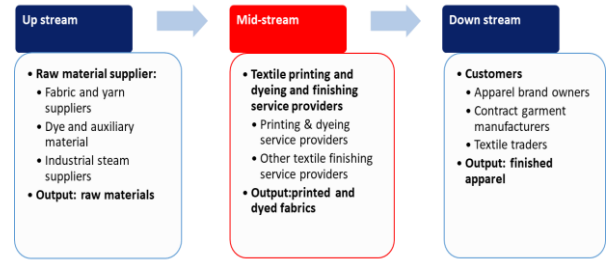 Up stream
• Raw material supplier:
• Fabric and yarn
suppliers
• Dye and auxiliary
material
• Industrial steam
suppliers
• Output: raw materials
Mid-stream
• Textile printing and
dyeing and finishing
service providers
• Printing & dyeing
service providers
• Other textile finishing
service providers
• Output:printed and
dyed fabrics
Down stream
• Customers
• Apparel brand owners
• Contract garment
manufacturers
• Textile traders
• Output: finished
apparel